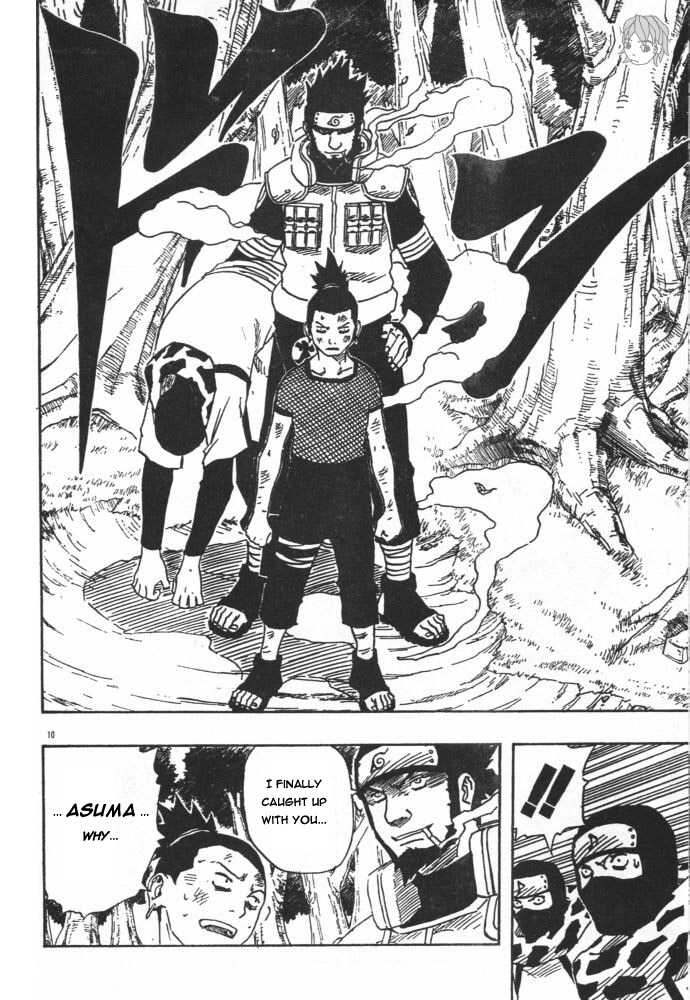 10
!!
I FINALLY
CAUGHT UP
WITH YOU...
... ASUMA ...
WHY...